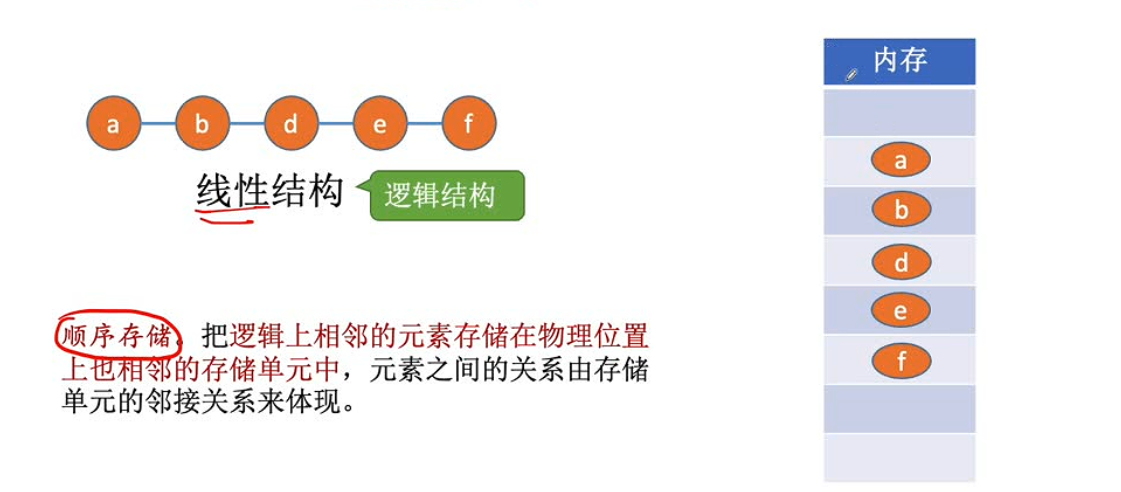 a b d e f
线性结构
逻辑结构
顺序存储。把逻辑上相邻的元素存储在物理位置
上也相邻的存储单元中，元素之间的关系由存储
单元的邻接关系来体现。
内存
a
b
d
e
f